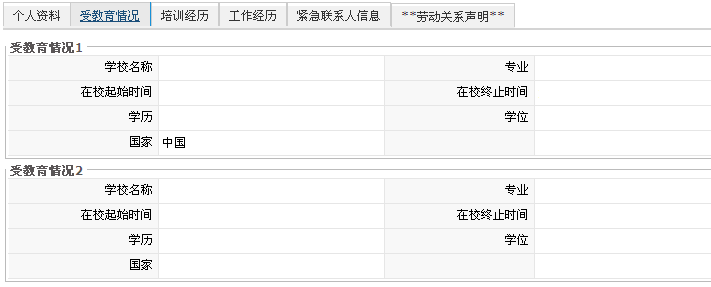 个人资料 受教育情况 培训经历 工作经历 紧急联系人信息 **劳动关系声明**
受教育情况1
学校名称 专业
在校起始时间 在校终止时间
学历 学位
国家 中国
受教育情况2
学校名称 专业
在校起始时间 在校终止时间
学历 学位
国家